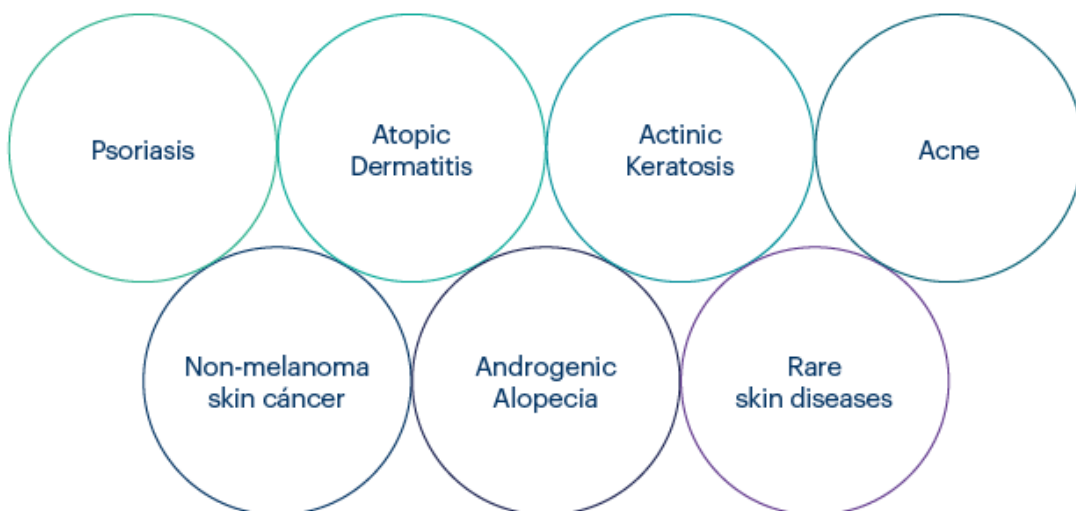 Psoriasis
Atopic
Dermatitis
Actinic
Keratosis
Acne
Non-melanoma
skin cáncer
Androgenic
Alopecia
Rare
skin diseases